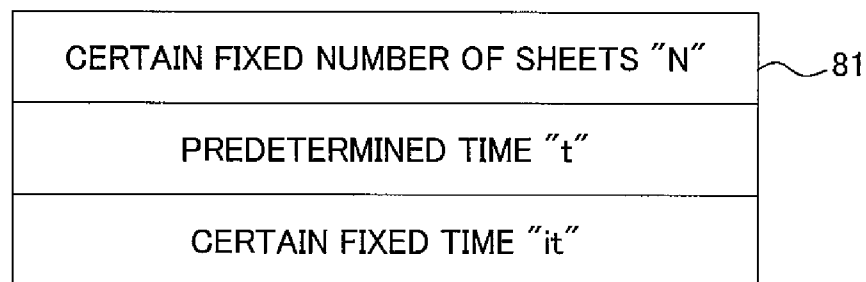 CERTAIN FIXED NUMBER OF SHEETS "N"
81
PREDETERMINED TIME "t"
CERTAIN FIXED TIME "it"